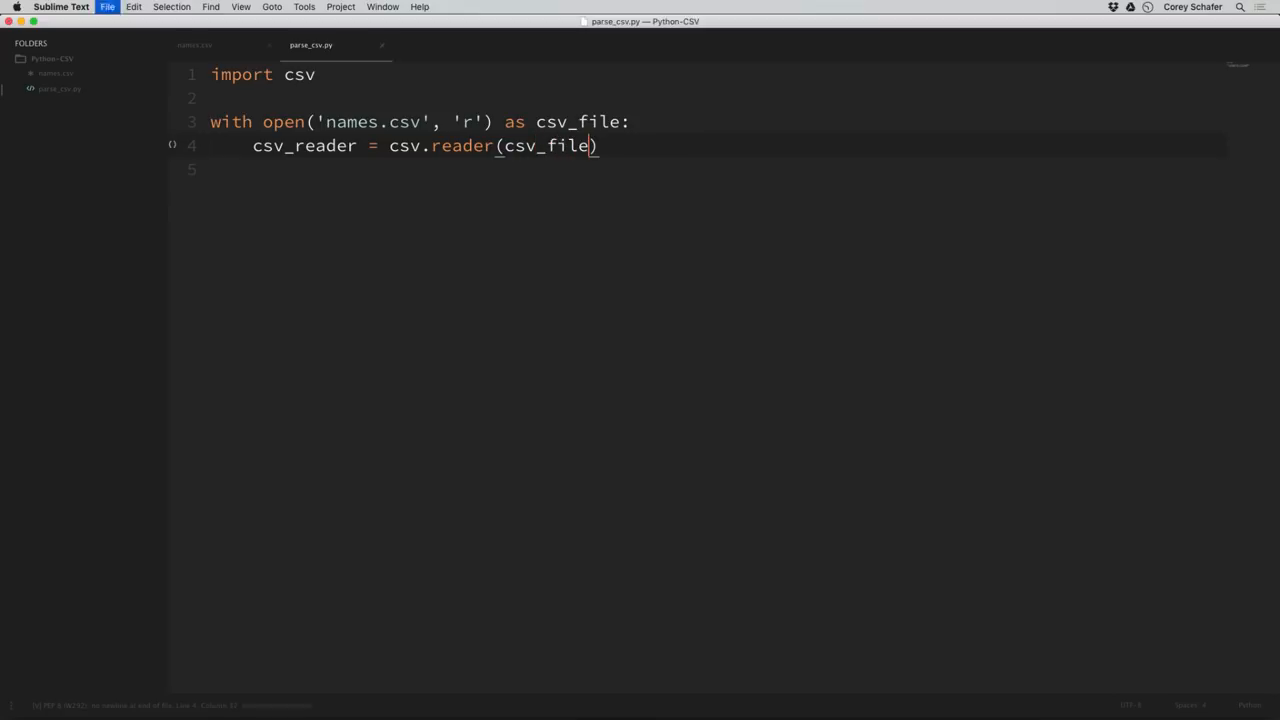 Sublime Text File Edit Selection Find View Goto Tools Project Window Help Corey Schafer
parse_csv.py — Python-CSV
FOLDERS
Python-CSV
names.csv
parse_csv.py
names.csv parse_csv.py
1 import csv
2
3 with open('names.csv', 'r') as csv_file:
4 csv_reader = csv.reader(csv_file)
5
PEP 8 (W292): no newline at end of file, Line 4, Column 37 UTF-8 Spaces: 4 Python